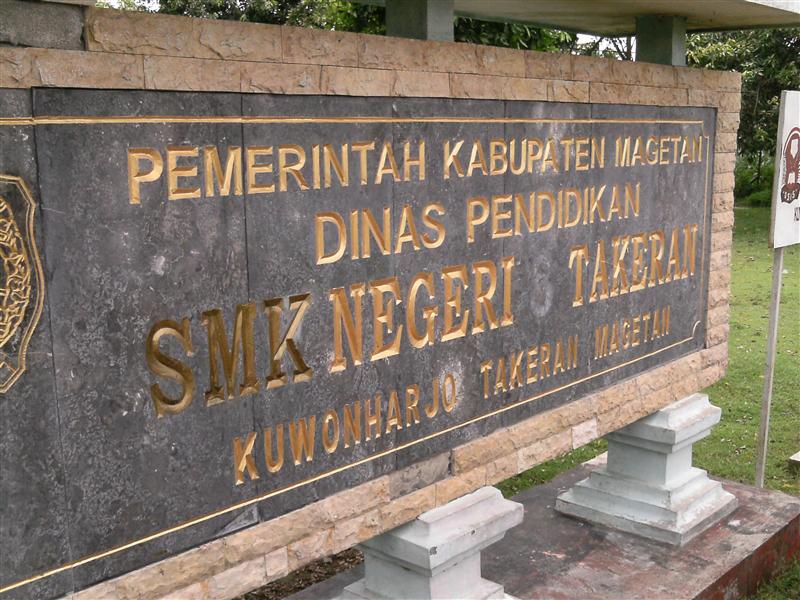 PEMERINTAH KABUPATEN MAGETAN
DINAS PENDIDIKAN
SMK NEGERI TAKERAN
KUWONHARJO TAKERAN MAGETAN